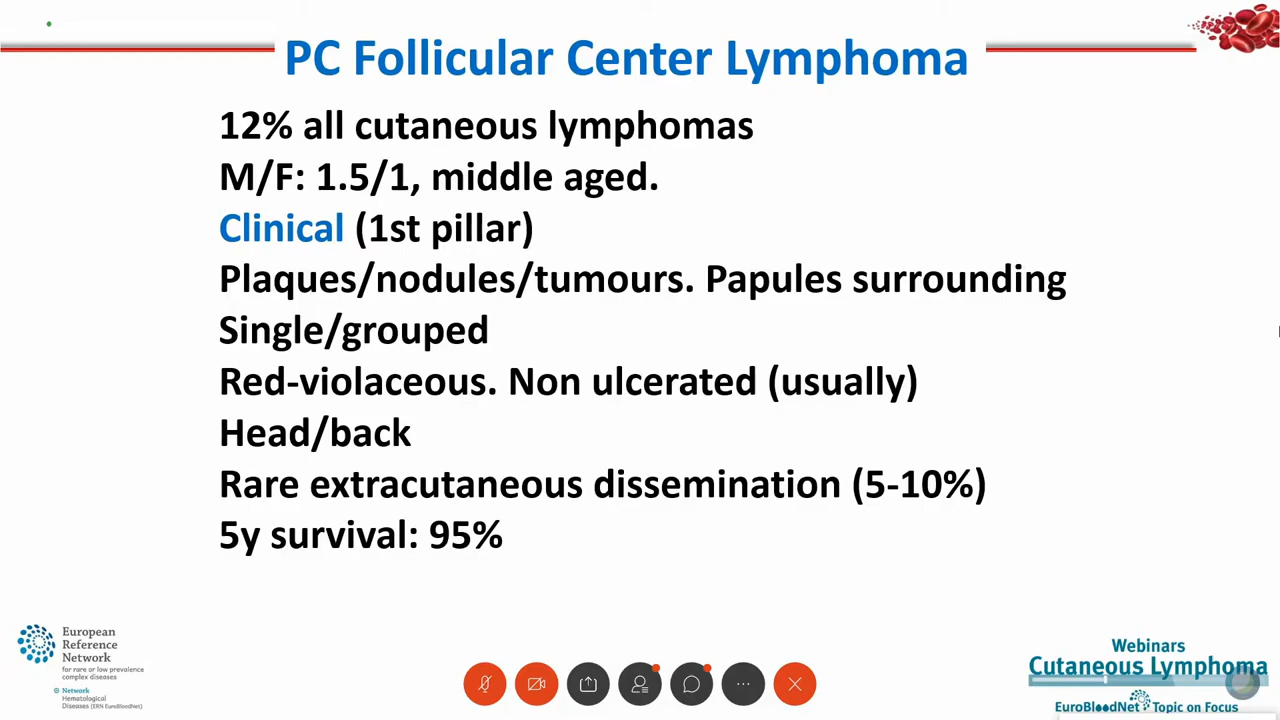 PC Follicular Center Lymphoma
12% all cutaneous lymphomas
M/F: 1.5/1, middle aged.
Clinical (1st pillar)
Plaques/nodules/tumours. Papules surrounding
Single/grouped
Red-violaceous. Non ulcerated (usually)
Head/back
Rare extracutaneous dissemination (5-10%)
5y survival: 95%
European
Reference
Network
for rare or low prevalence
complex diseases
Network
Hematological
Diseases (ERN EuroBloodNet)
Webinars
Cutaneous Lymphoma
EuroBloodNet Topic on Focus